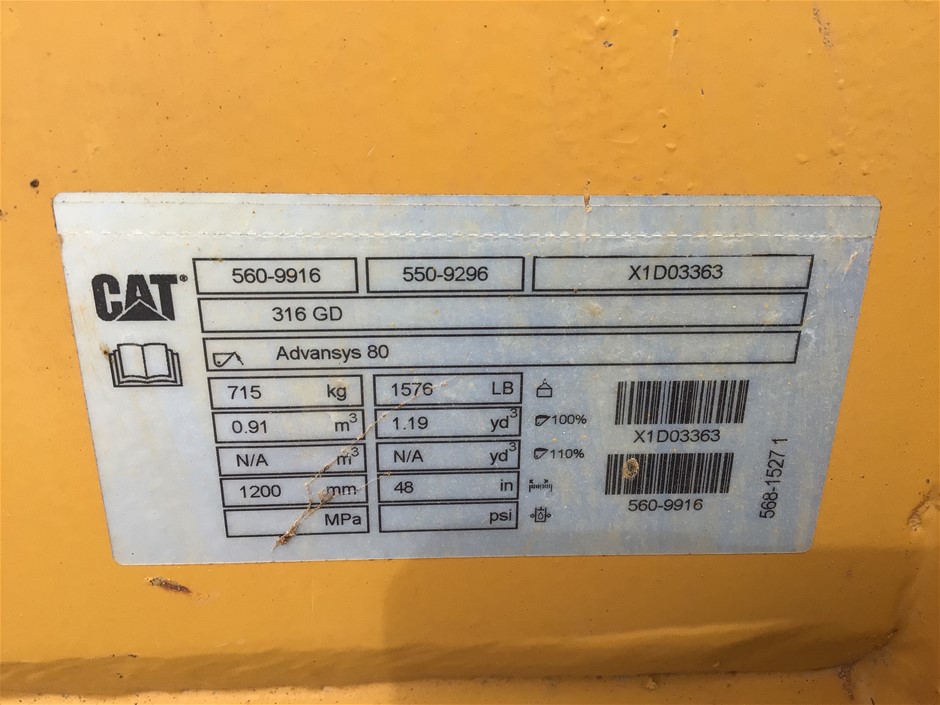 CAT® 560-9916 550-9296 X1D03363
316 GD
Advansys 80
715 kg 1576 LB
0.91 m³ 1.19 yd³ 100%
X1D03363
N/A m³ N/A yd³ 110%
1200 mm 48 in
560-9916
MPa psi
568-1527 1